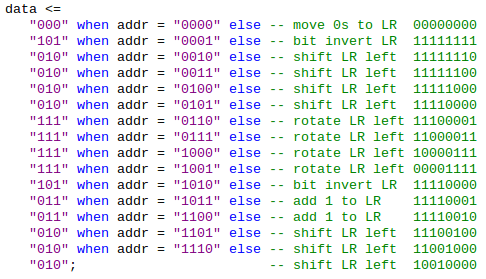 data <=
   "000" when addr = "0000" else -- move 0s to LR  00000000
   "101" when addr = "0001" else -- bit invert LR  11111111
   "010" when addr = "0010" else -- shift LR left  11111110
   "010" when addr = "0011" else -- shift LR left  11111100
   "010" when addr = "0100" else -- shift LR left  11111000
   "010" when addr = "0101" else -- shift LR left  11110000
   "111" when addr = "0110" else -- rotate LR left 11100001
   "111" when addr = "0111" else -- rotate LR left 11000011
   "111" when addr = "1000" else -- rotate LR left 10000111
   "111" when addr = "1001" else -- rotate LR left 00001111
   "101" when addr = "1010" else -- bit invert LR  11110000
   "011" when addr = "1011" else -- add 1 to LR    11110001
   "011" when addr = "1100" else -- add 1 to LR    11110010
   "010" when addr = "1101" else -- shift LR left  11100100
   "010" when addr = "1110" else -- shift LR left  11001000
   "010";                        -- shift LR left  10010000